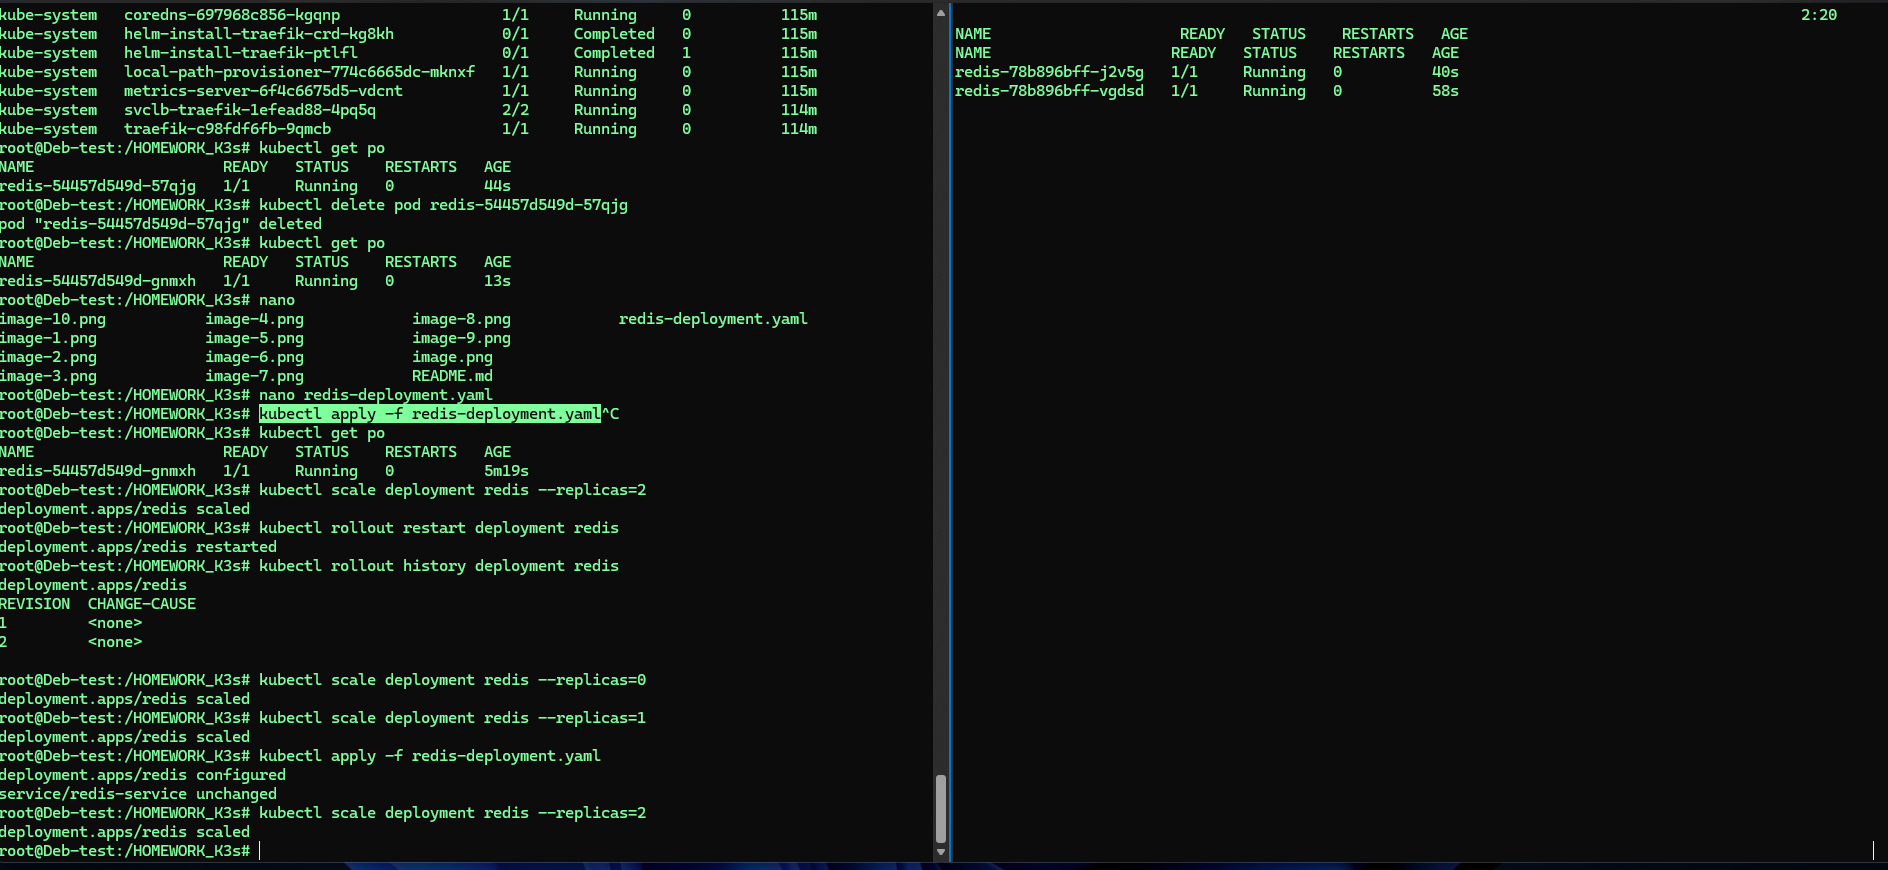 kube-system   coredns-697968c856-kgqnp                  1/1     Running     0          115m
kube-system   helm-install-traefik-crd-kg8kh            0/1     Completed   0          115m
kube-system   helm-install-traefik-ptlfl                0/1     Completed   1          115m
kube-system   local-path-provisioner-774c6665dc-mknxf   1/1     Running     0          115m
kube-system   metrics-server-6f4c6675d5-vdcnt           1/1     Running     0          115m
kube-system   svclb-traefik-1efead88-4pq5q              2/2     Running     0          114m
kube-system   traefik-c98fdf6fb-9qmcb                   1/1     Running     0          114m
root@Deb-test:/HOMEWORK_K3s# kubectl get po
NAME                     READY   STATUS    RESTARTS   AGE
redis-54457d549d-57qjg   1/1     Running   0          44s
root@Deb-test:/HOMEWORK_K3s# kubectl delete pod redis-54457d549d-57qjg
pod "redis-54457d549d-57qjg" deleted
root@Deb-test:/HOMEWORK_K3s# kubectl get po
NAME                     READY   STATUS    RESTARTS   AGE
redis-54457d549d-gnmxh   1/1     Running   0          13s
root@Deb-test:/HOMEWORK_K3s# nano
image-10.png           image-4.png            image-8.png            redis-deployment.yaml
image-1.png            image-5.png            image-9.png
image-2.png            image-6.png            image.png
image-3.png            image-7.png            README.md
root@Deb-test:/HOMEWORK_K3s# nano redis-deployment.yaml
root@Deb-test:/HOMEWORK_K3s# kubectl apply -f redis-deployment.yaml^C
root@Deb-test:/HOMEWORK_K3s# kubectl get po
NAME                     READY   STATUS    RESTARTS   AGE
redis-54457d549d-gnmxh   1/1     Running   0          5m19s
root@Deb-test:/HOMEWORK_K3s# kubectl scale deployment redis --replicas=2
deployment.apps/redis scaled
root@Deb-test:/HOMEWORK_K3s# kubectl rollout restart deployment redis
deployment.apps/redis restarted
root@Deb-test:/HOMEWORK_K3s# kubectl rollout history deployment redis
deployment.apps/redis
REVISION  CHANGE-CAUSE
1         <none>
2         <none>
root@Deb-test:/HOMEWORK_K3s# kubectl scale deployment redis --replicas=0
deployment.apps/redis scaled
root@Deb-test:/HOMEWORK_K3s# kubectl scale deployment redis --replicas=1
deployment.apps/redis scaled
root@Deb-test:/HOMEWORK_K3s# kubectl apply -f redis-deployment.yaml
deployment.apps/redis configured
service/redis-service unchanged
root@Deb-test:/HOMEWORK_K3s# kubectl scale deployment redis --replicas=2
deployment.apps/redis scaled
root@Deb-test:/HOMEWORK_K3s#
2:20
NAME                     READY   STATUS    RESTARTS   AGE
NAME                    READY   STATUS    RESTARTS   AGE
redis-78b896bff-j2v5g   1/1     Running   0          40s
redis-78b896bff-vgdsd   1/1     Running   0          58s